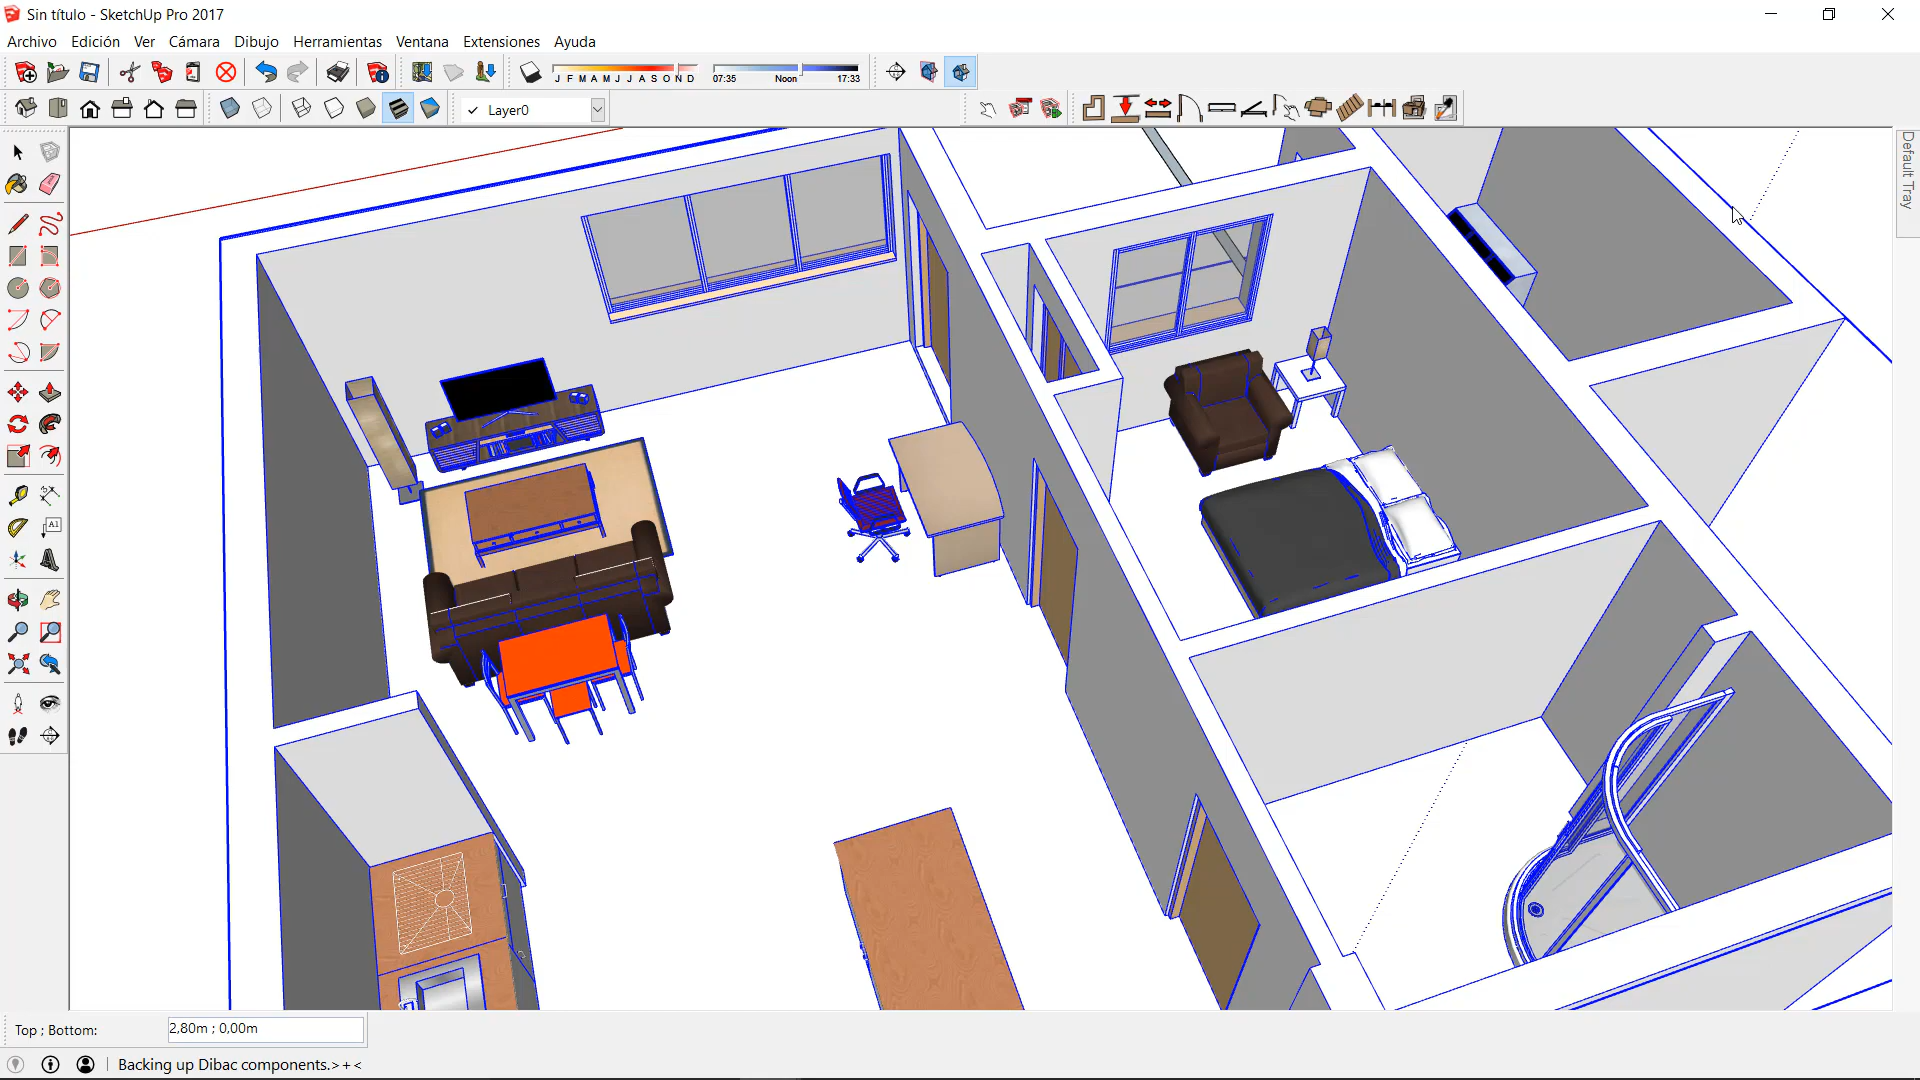 Sin título - SketchUp Pro 2017
Archivo Edición Ver Cámara Dibujo Herramientas Ventana Extensiones Ayuda
J F M A M J J A S O N D
07:35 Noon 17:33
Layer0
Default Tray
A1
Top ; Bottom: 2,80m ; 0,00m
Backing up Dibac components.>+<